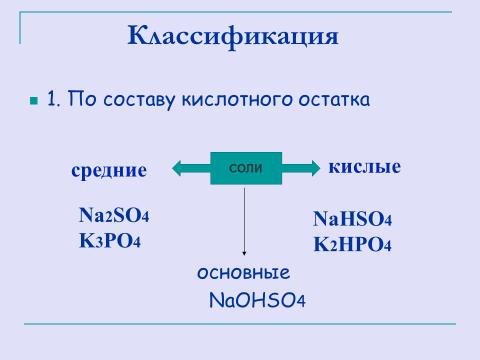 Классификация
1. По составу кислотного остатка
средние
соли
кислые
Na2SO4
K3PO4
NaHSO4
K2HPO4
основные
NaOHSO4